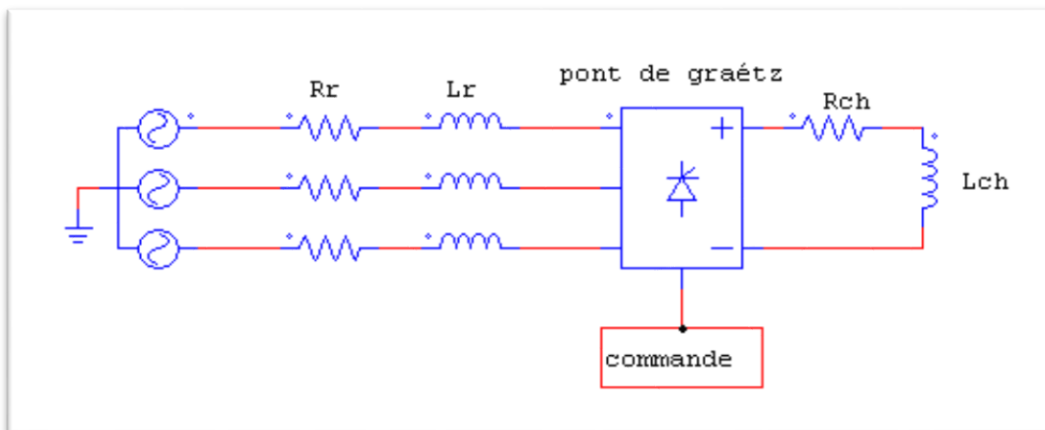 pont de graétz
Rr
Lr
Rch
Lch
commande